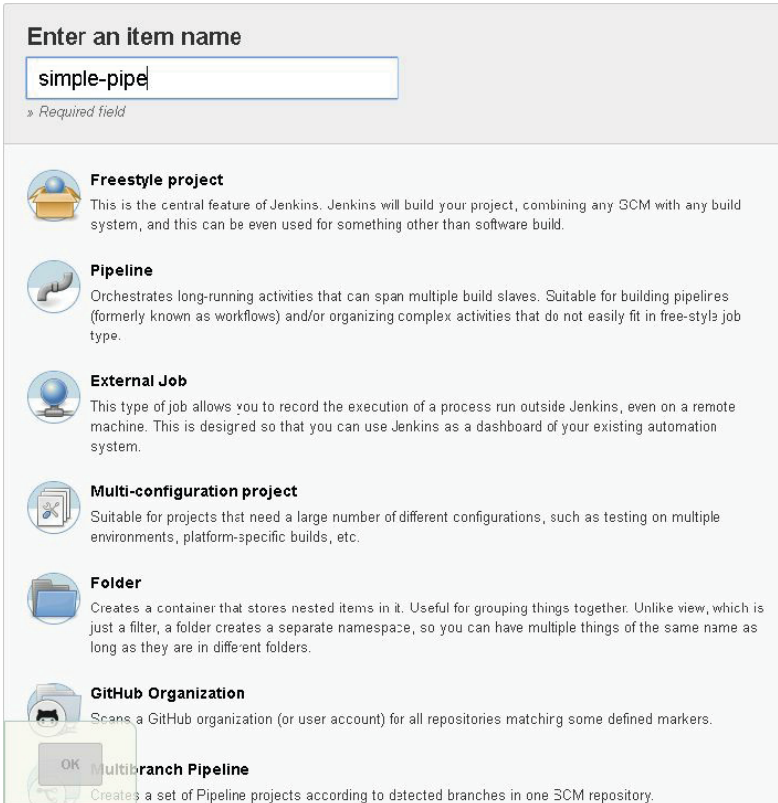 Enter an item name
simple-pipe
» Required field
Freestyle project
This is the central feature of Jenkins. Jenkins will build your project, combining any SCM with any build
system, and this can be even used for something other than software build.
Pipeline
Orchestrates long-running activities that can span multiple build slaves. Suitable for building pipelines
(formerly known as workflows) and/or organizing complex activities that do not easily fit in free-style job
type.
External Job
This type of job allows you to record the execution of a process run outside Jenkins, even on a remote
machine. This is designed so that you can use Jenkins as a dashboard of your existing automation
system.
Multi-configuration project
Suitable for projects that need a large number of different configurations, such as testing on multiple
environments, platform-specific builds, etc.
Folder
Creates a container that stores nested items in it. Useful for grouping things together. Unlike view, which is
just a filter, a folder creates a separate namespace, so you can have multiple things of the same name as
long as they are in different folders.
GitHub Organization
Scans a GitHub organization (or user account) for all repositories matching some defined markers.
OK
Multibranch Pipeline
Creates a set of Pipeline projects according to detected branches in one SCM repository.